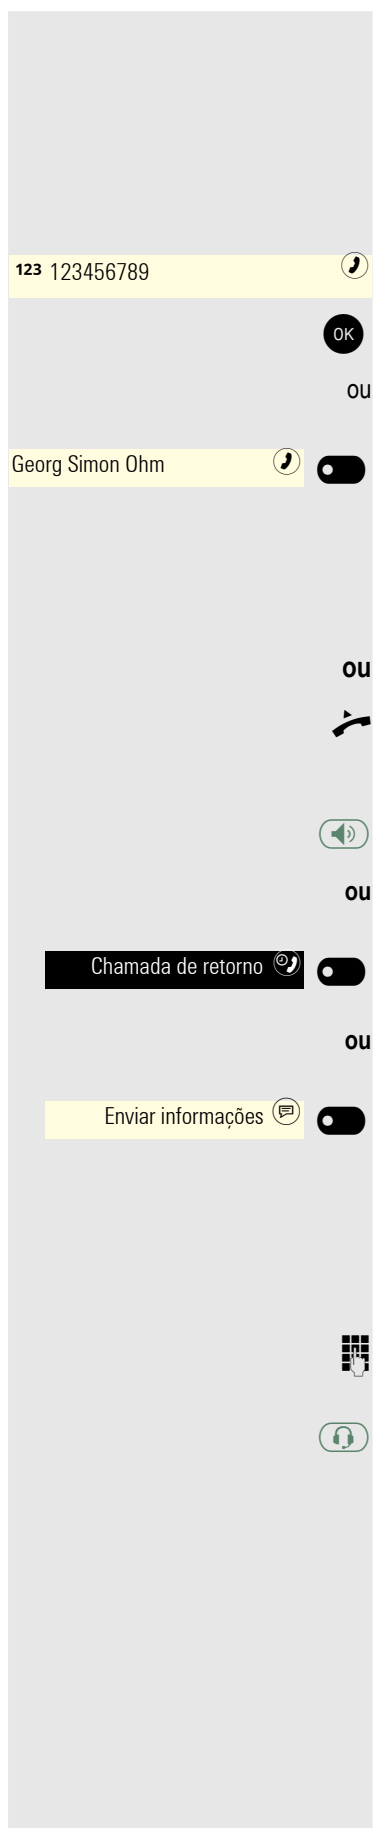 123 123456789
OK
ou
Georg Simon Ohm
ou
ou
Chamada de retorno
ou
Enviar informações